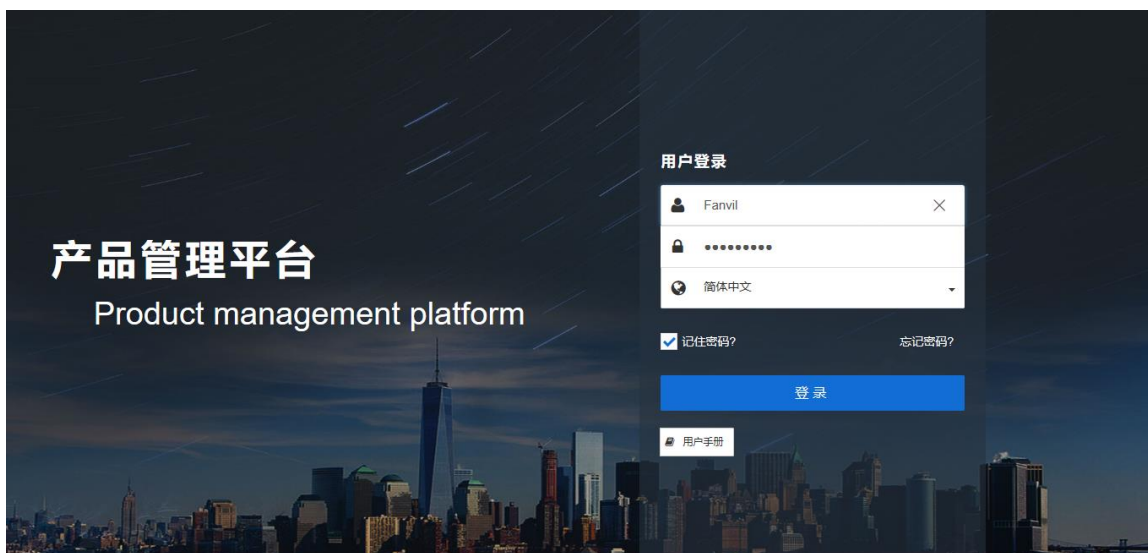 产品管理平台
Product management platform
用户登录
Fanvil
•••••••••
简体中文
记住密码?
忘记密码?
登录
用户手册